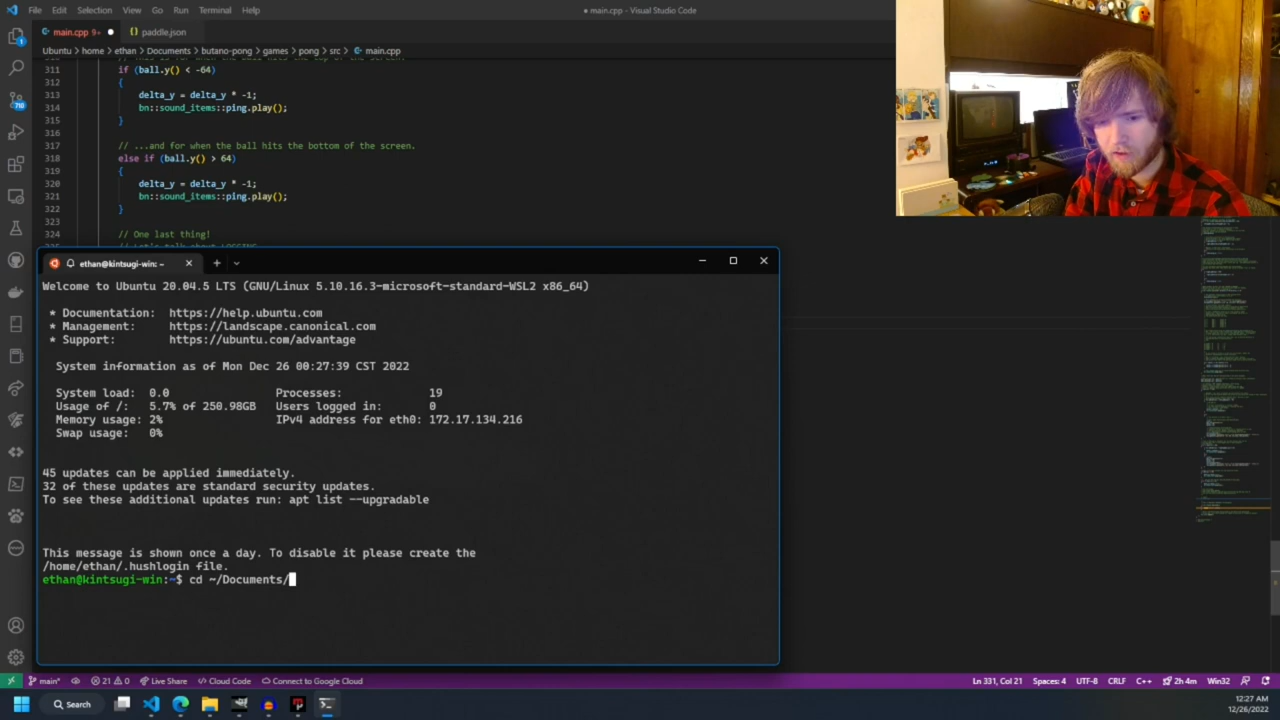 File Edit Selection View Go Run Terminal Help
● main.cpp - Visual Studio Code
main.cpp 9+ ●
paddle.json
Ubuntu > home > ethan > Documents > butano-pong > games > pong > src > main.cpp
311 if (ball.y() < -64)
312 {
313 delta_y = delta_y * -1;
314 bn::sound_items::ping.play();
315 }
316
317 // ...and for when the ball hits the bottom of the screen.
318 else if (ball.y() > 64)
319 {
320 delta_y = delta_y * -1;
321 bn::sound_items::ping.play();
322 }
323
324 // One last thing!
ethan@kintsugi-win: ~
Welcome to Ubuntu 20.04.5 LTS (GNU/Linux 5.10.16.3-microsoft-standard-WSL2 x86_64)
* Documentation: https://help.ubuntu.com
* Management: https://landscape.canonical.com
* Support: https://ubuntu.com/advantage
System information as of Mon Dec 26 00:27:39 CST 2022
System load: 0.0 Processes: 19
Usage of /: 5.7% of 250.98GB Users logged in: 0
Memory usage: 2% IPv4 address for eth0: 172.17.134.216
Swap usage: 0%
45 updates can be applied immediately.
32 of these updates are standard security updates.
To see these additional updates run: apt list --upgradable
This message is shown once a day. To disable it please create the
/home/ethan/.hushlogin file.
ethan@kintsugi-win:~$ cd ~/Documents/
main* 21 0 Live Share Cloud Code Connect to Google Cloud
Ln 331, Col 21 Spaces: 4 UTF-8 CRLF C++ 2h 4m Win32
Search
12:27 AM
12/26/2022